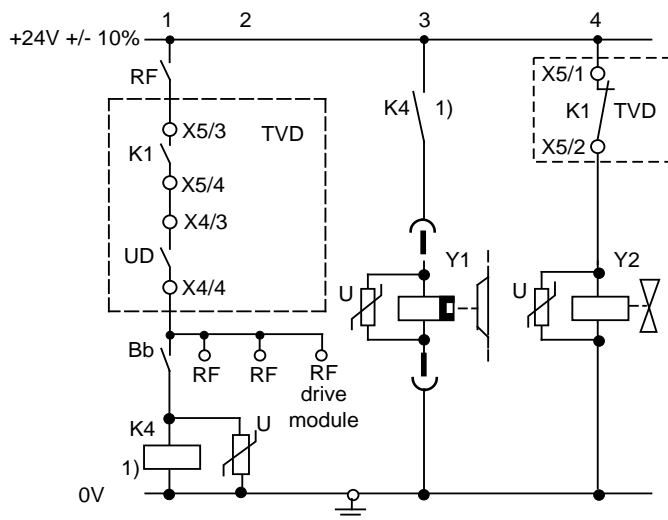 1 2 3 4
+24V +/- 10%
RF
X5/1
K4 1)
K1 TVD
X5/3 TVD
K1
X5/2
X5/4
X4/3
UD
Y1 Y2
X4/4
U U
Bb
RF RF RF
drive
module
K4 U
1)
0V